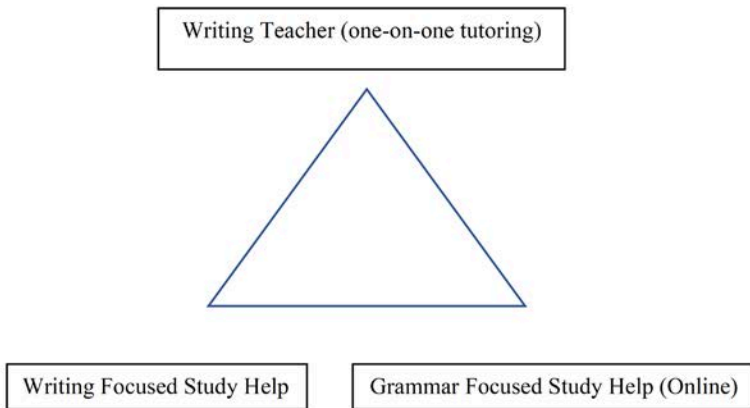 Writing Teacher (one-on-one tutoring)
Writing Focused Study Help
Grammar Focused Study Help (Online)